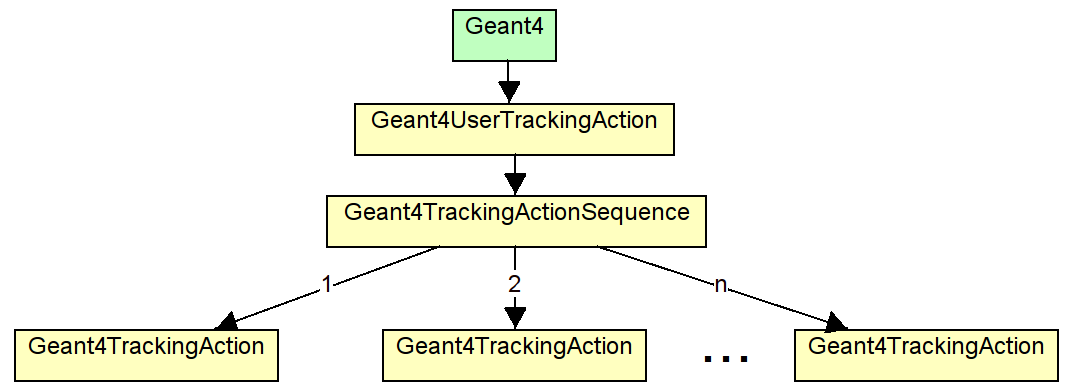 Geant4
Geant4UserTrackingAction
Geant4TrackingActionSequence
1 2 n
Geant4TrackingAction Geant4TrackingAction ... Geant4TrackingAction